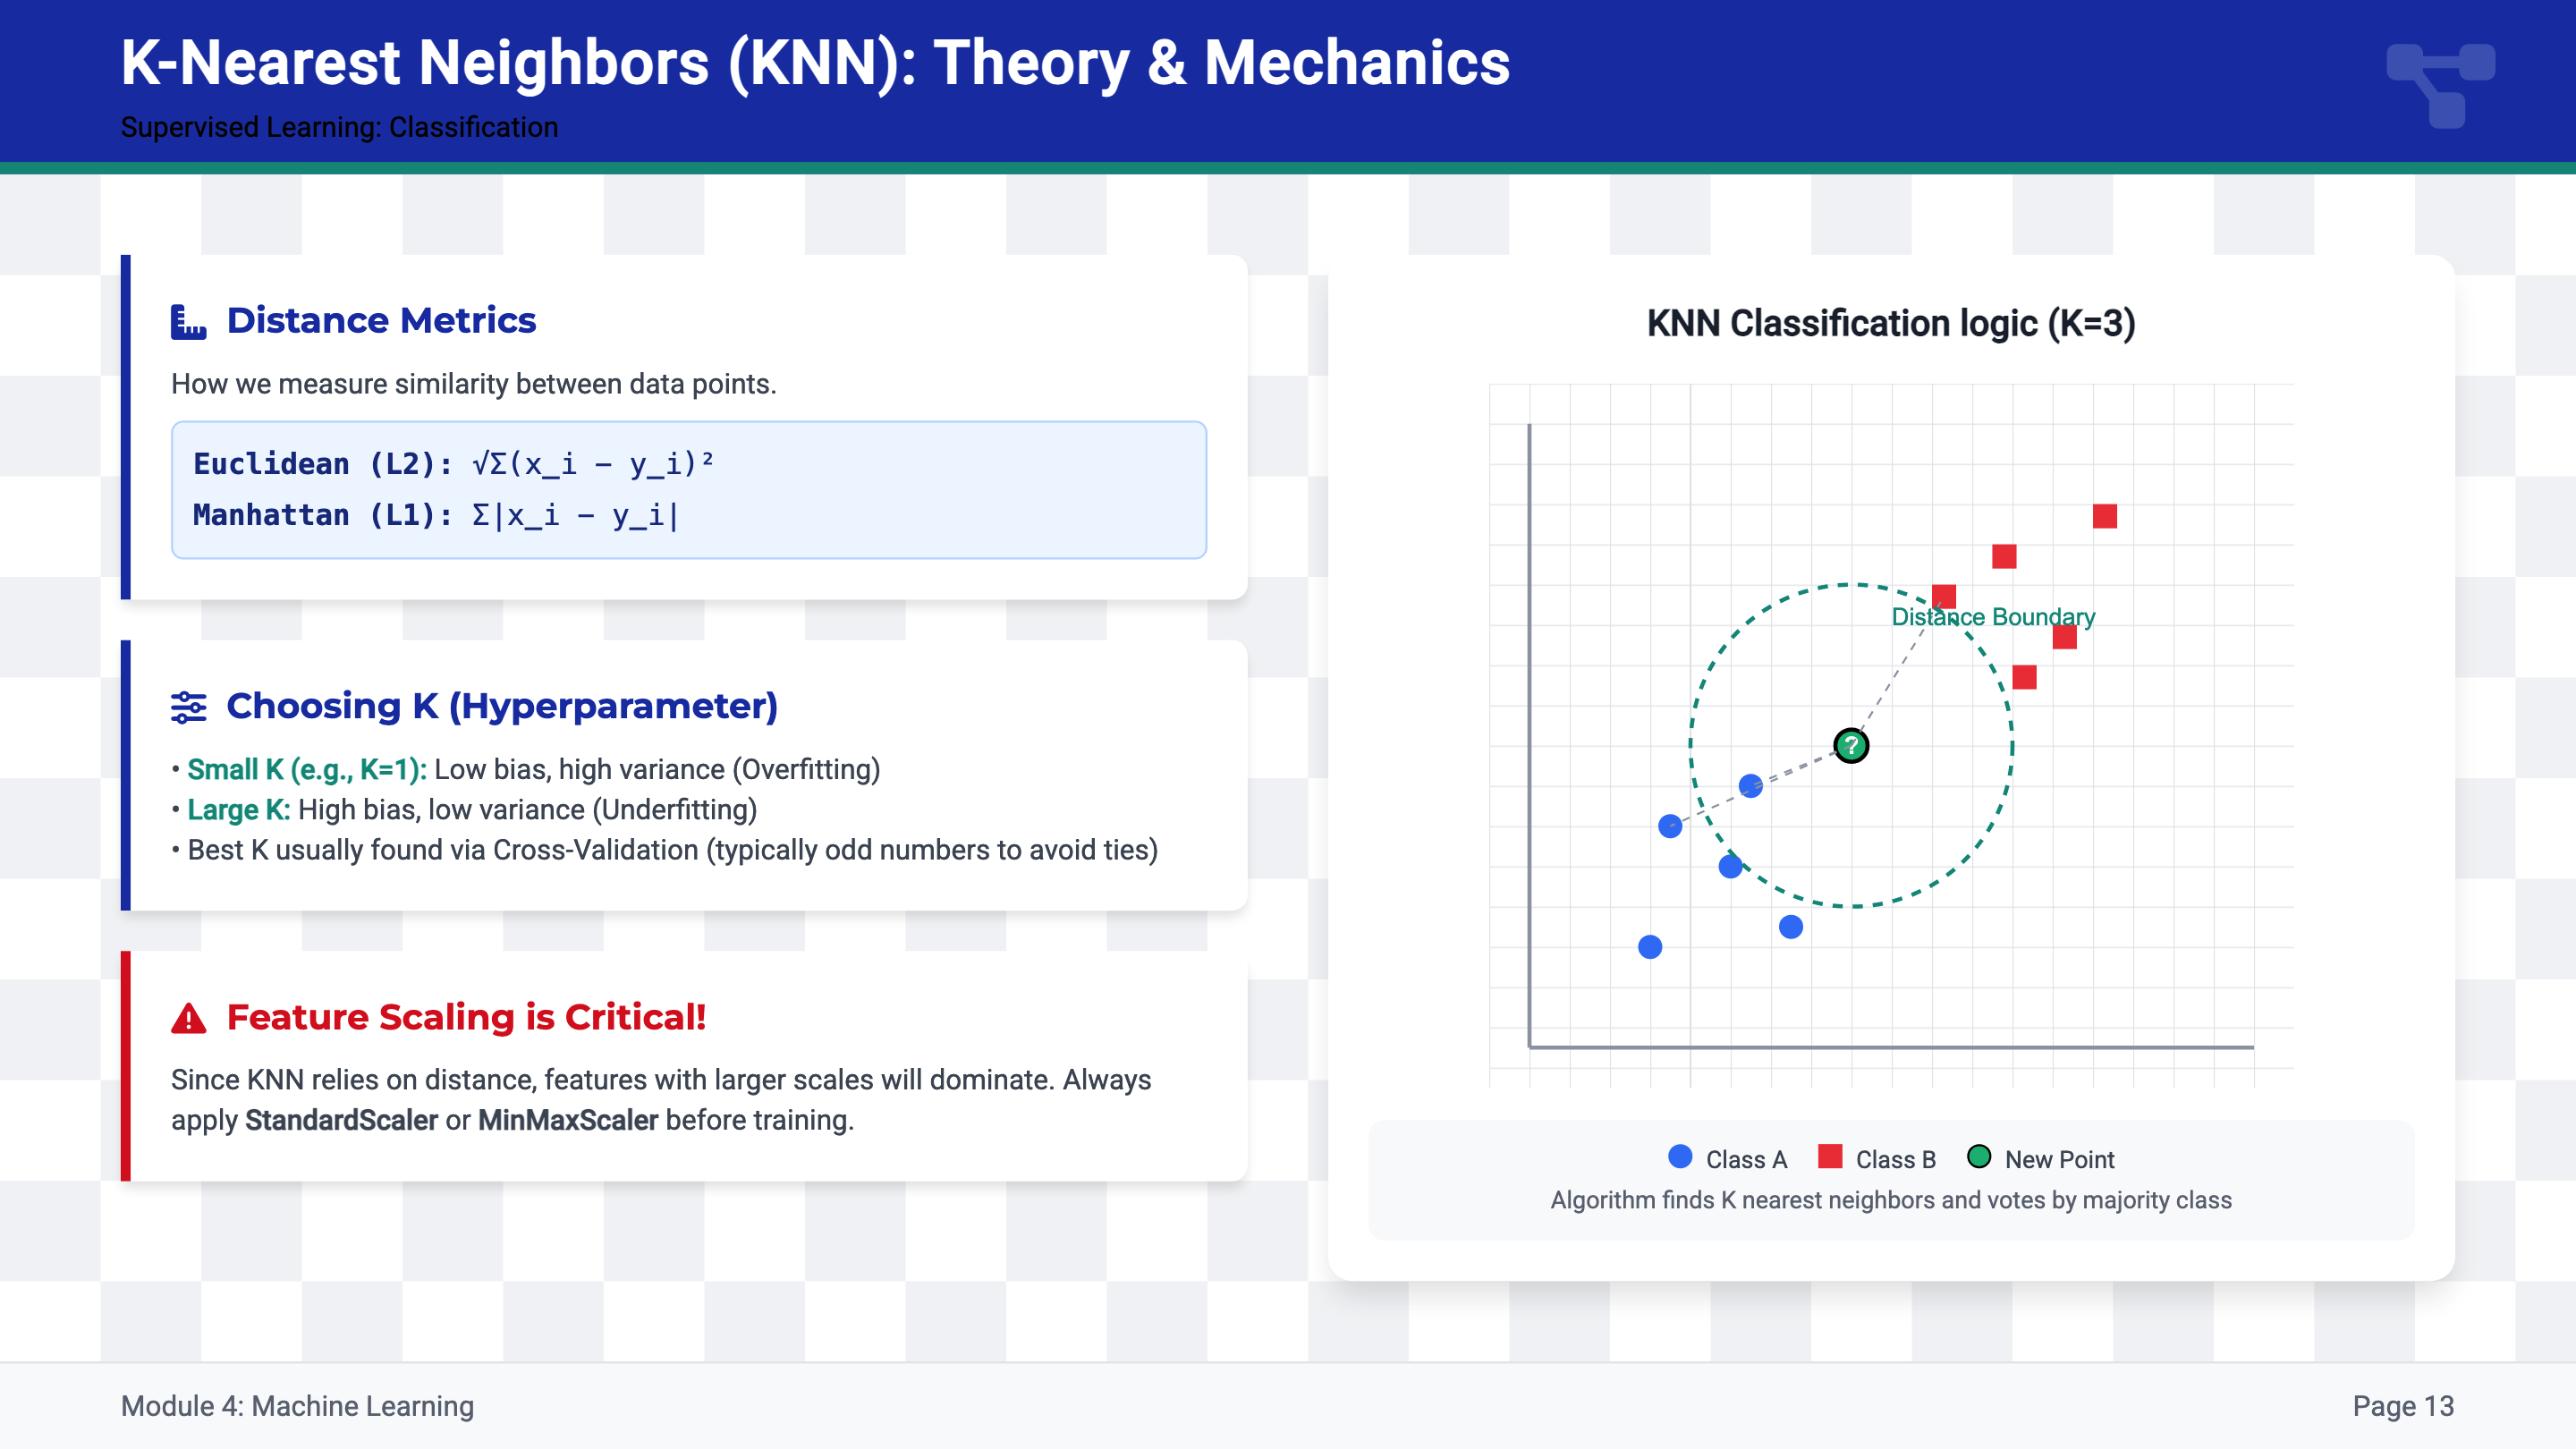 K-Nearest Neighbors (KNN): Theory & Mechanics
Supervised Learning: Classification
Distance Metrics
How we measure similarity between data points.
Euclidean (L2): √Σ(x_i − y_i)²
Manhattan (L1): Σ|x_i − y_i|
Choosing K (Hyperparameter)
• Small K (e.g., K=1): Low bias, high variance (Overfitting)
• Large K: High bias, low variance (Underfitting)
• Best K usually found via Cross-Validation (typically odd numbers to avoid ties)
Feature Scaling is Critical!
Since KNN relies on distance, features with larger scales will dominate. Always
apply StandardScaler or MinMaxScaler before training.
KNN Classification logic (K=3)
Distance Boundary
?
Class A Class B New Point
Algorithm finds K nearest neighbors and votes by majority class
Module 4: Machine Learning
Page 13